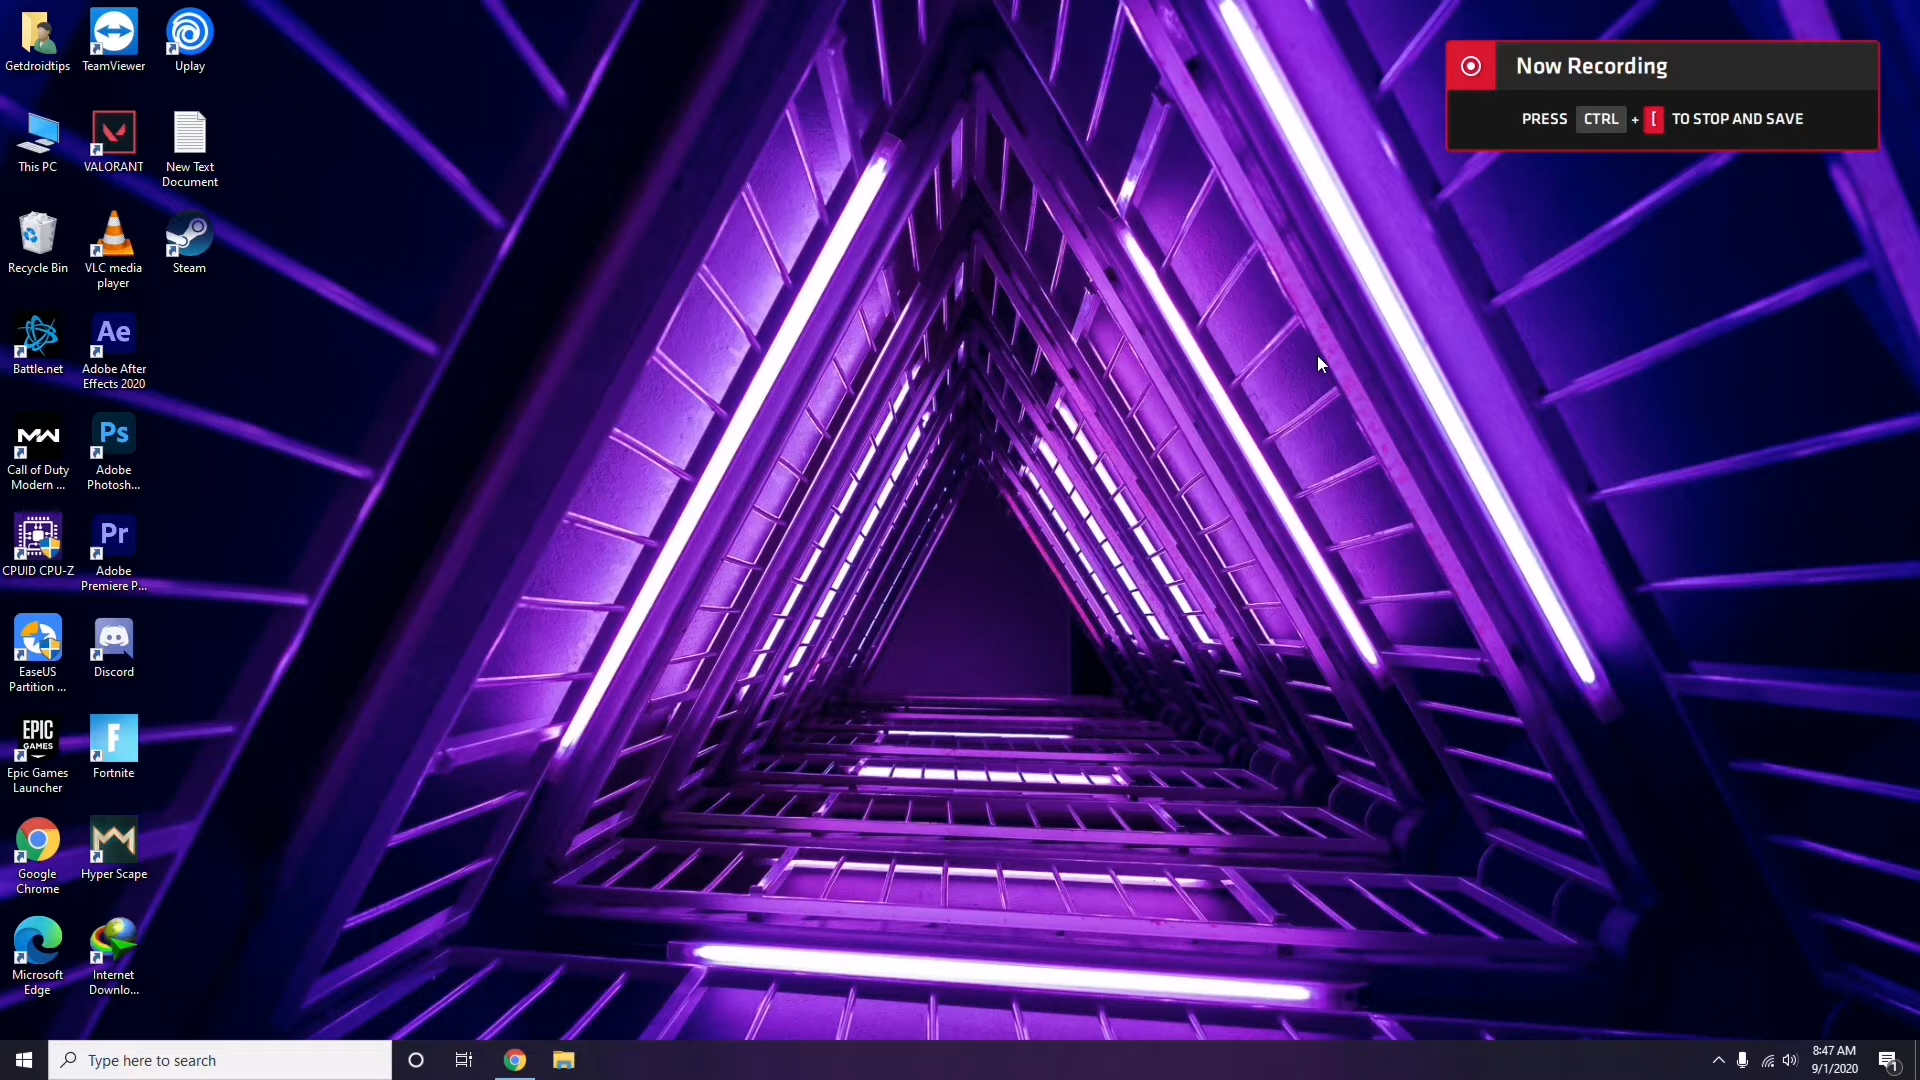 Getdroidtips
TeamViewer
Uplay
Now Recording
PRESS CTRL + [ TO STOP AND SAVE
This PC
VALORANT
New Text
Document
Recycle Bin
VLC media
player
Steam
Battle.net
Ae
Adobe After
Effects 2020
MW
Call of Duty
Modern ...
Ps
Adobe
Photosh...
CPUID CPU-Z
Pr
Adobe
Premiere P...
EaseUS
Partition ...
Discord
EPIC
GAMES
Epic Games
Launcher
F
Fortnite
Google
Chrome
Hyper Scape
Microsoft
Edge
Internet
Downlo...
Type here to search
8:47 AM
9/1/2020
1